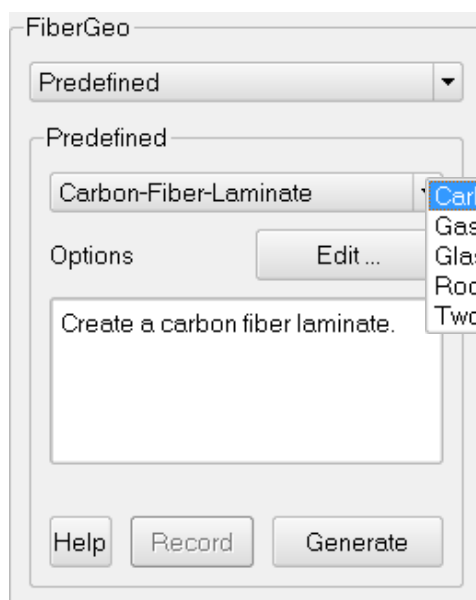 FiberGeo
Predefined
Predefined
Carbon-Fiber-Laminate
Options
Edit ...
Create a carbon fiber laminate.
Help
Record
Generate